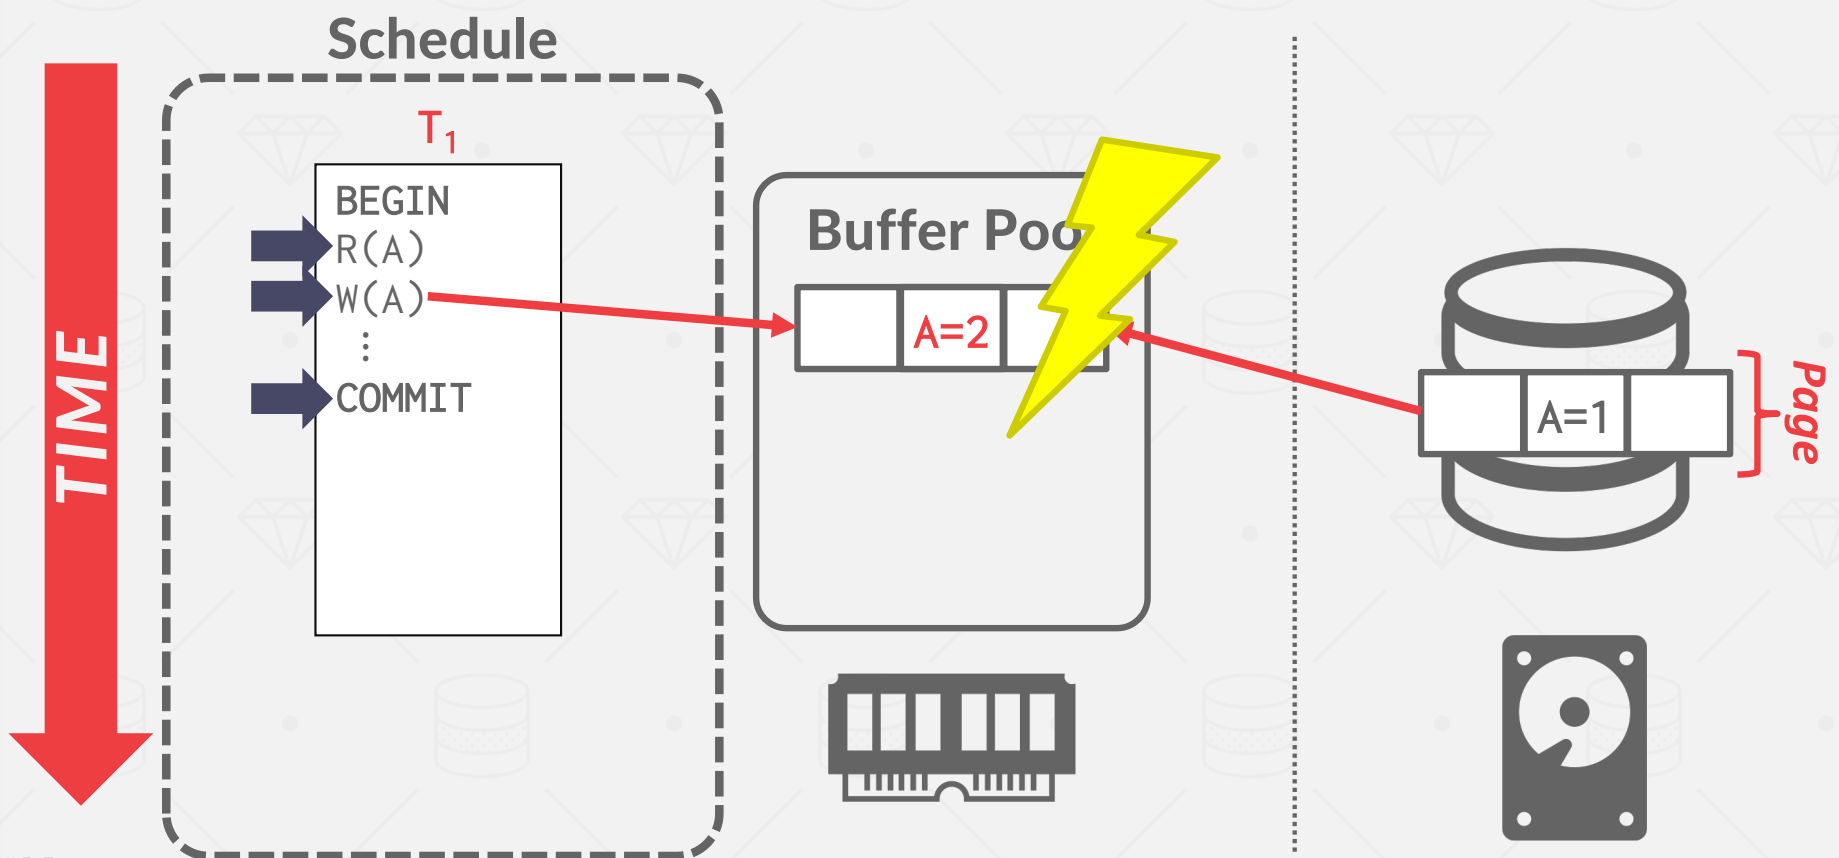 Schedule
TIME
T₁
BEGIN
R(A)
W(A)
⋮
COMMIT
Buffer Poo
A=2
A=1
Page